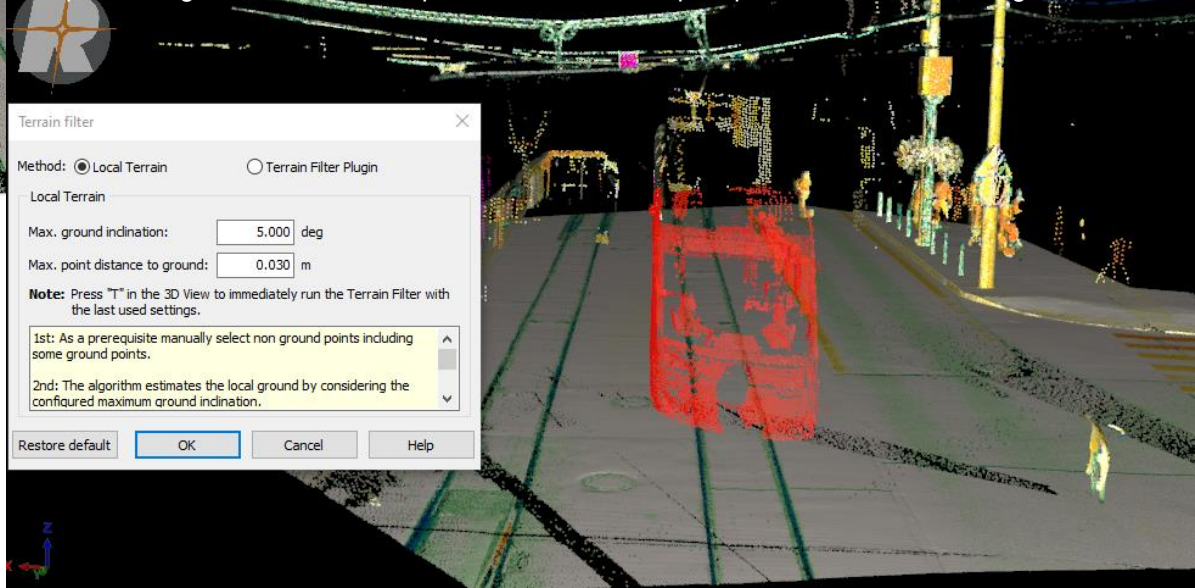 Terrain filter
Method: Local Terrain Terrain Filter Plugin
Local Terrain
Max. ground inclination: 5.000 deg
Max. point distance to ground: 0.030 m
Note: Press "T" in the 3D View to immediately run the Terrain Filter with
the last used settings.
1st: As a prerequisite manually select non ground points including
some ground points.
2nd: The algorithm estimates the local ground by considering the
configured maximum ground inclination.
Restore default OK Cancel Help
Z
X